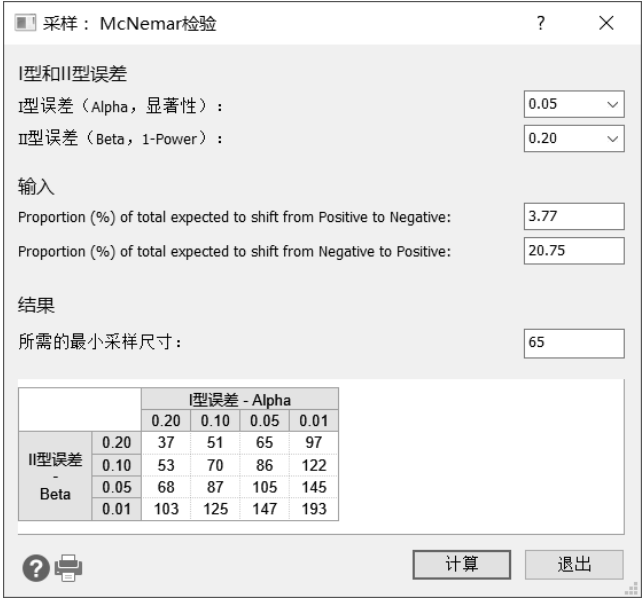 采样： McNemar检验
I型和II型误差
I型误差（Alpha，显著性）：
0.05
II型误差（Beta，1-Power）：
0.20
输入
Proportion (%) of total expected to shift from Positive to Negative:
3.77
Proportion (%) of total expected to shift from Negative to Positive:
20.75
结果
所需的最小采样尺寸：
65
I型误差 - Alpha
0.20 0.10 0.05 0.01
II型误差 - Beta
0.20 37 51 65 97
0.10 53 70 86 122
0.05 68 87 105 145
0.01 103 125 147 193
计算 退出